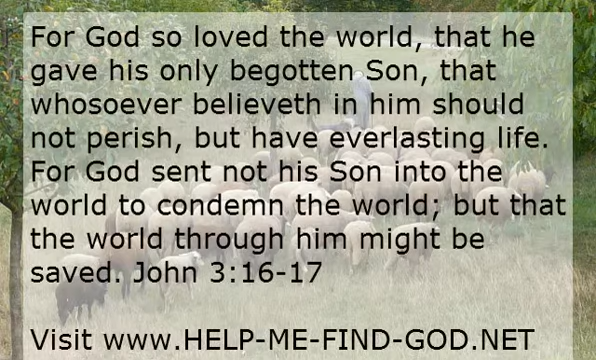 For God so loved the world, that he
gave his only begotten Son, that
whosoever believeth in him should
not perish, but have everlasting life.
For God sent not his Son into the
world to condemn the world; but that
the world through him might be
saved. John 3:16-17
Visit www.HELP-ME-FIND-GOD.NET